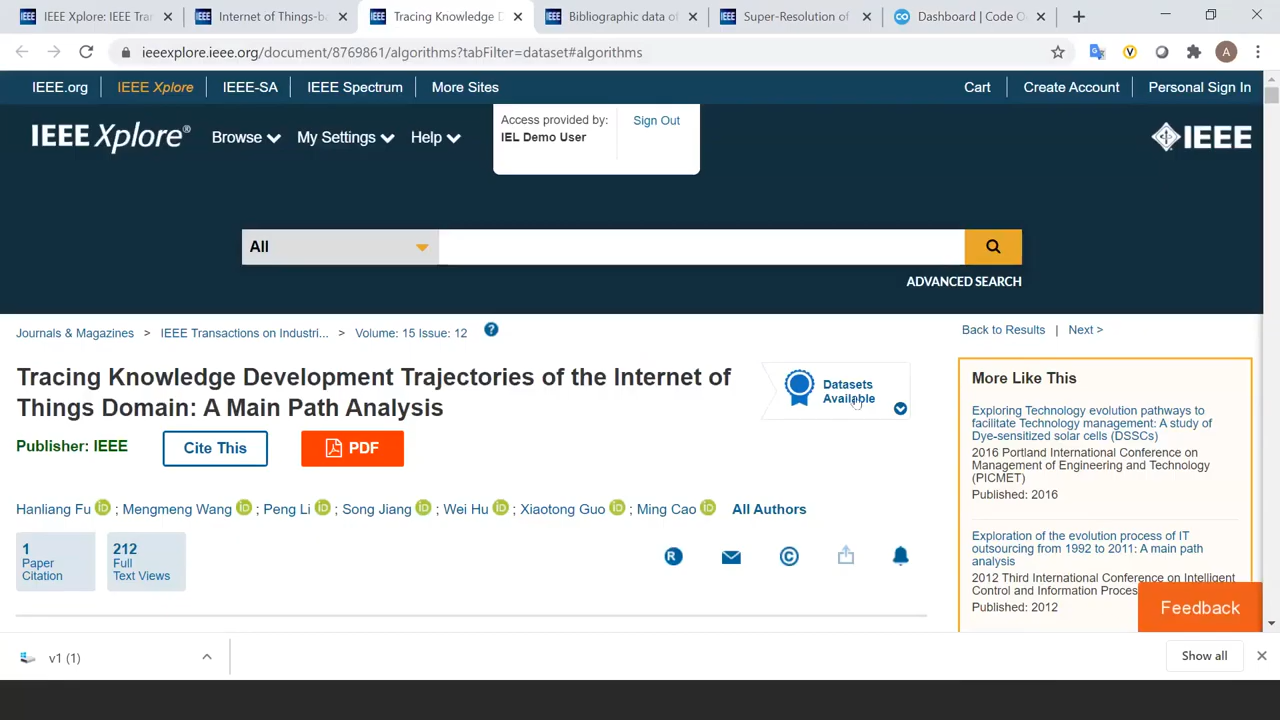 IEEE Xplore: IEEE Tra
Internet of Things-b
Tracing Knowledge D
Bibliographic data of
Super-Resolution of
Dashboard | Code O
ieeexplore.ieee.org/document/8769861/algorithms?tabFilter=dataset#algorithms
A
IEEE.org
IEEE Xplore
IEEE-SA
IEEE Spectrum
More Sites
Cart
Create Account
Personal Sign In
IEEE Xplore®
Browse
My Settings
Help
Access provided by:
IEL Demo User
Sign Out
IEEE
All
ADVANCED SEARCH
Journals & Magazines > IEEE Transactions on Industri... > Volume: 15 Issue: 12 ?
Back to Results | Next >
Tracing Knowledge Development Trajectories of the Internet of
Things Domain: A Main Path Analysis
Datasets
Available
Publisher: IEEE
Cite This
PDF
Hanliang Fu iD ; Mengmeng Wang iD ; Peng Li iD ; Song Jiang iD ; Wei Hu iD ; Xiaotong Guo iD ; Ming Cao iD All Authors
1
Paper
Citation
212
Full
Text Views
R
©
More Like This
Exploring Technology evolution pathways to
facilitate Technology management: A study of
Dye-sensitized solar cells (DSSCs)
2016 Portland International Conference on
Management of Engineering and Technology
(PICMET)
Published: 2016
Exploration of the evolution process of IT
outsourcing from 1992 to 2011: A main path
analysis
2012 Third International Conference on Intelligent
Control and Information Proces
Published: 2012
Feedback
v1 (1)
Show all